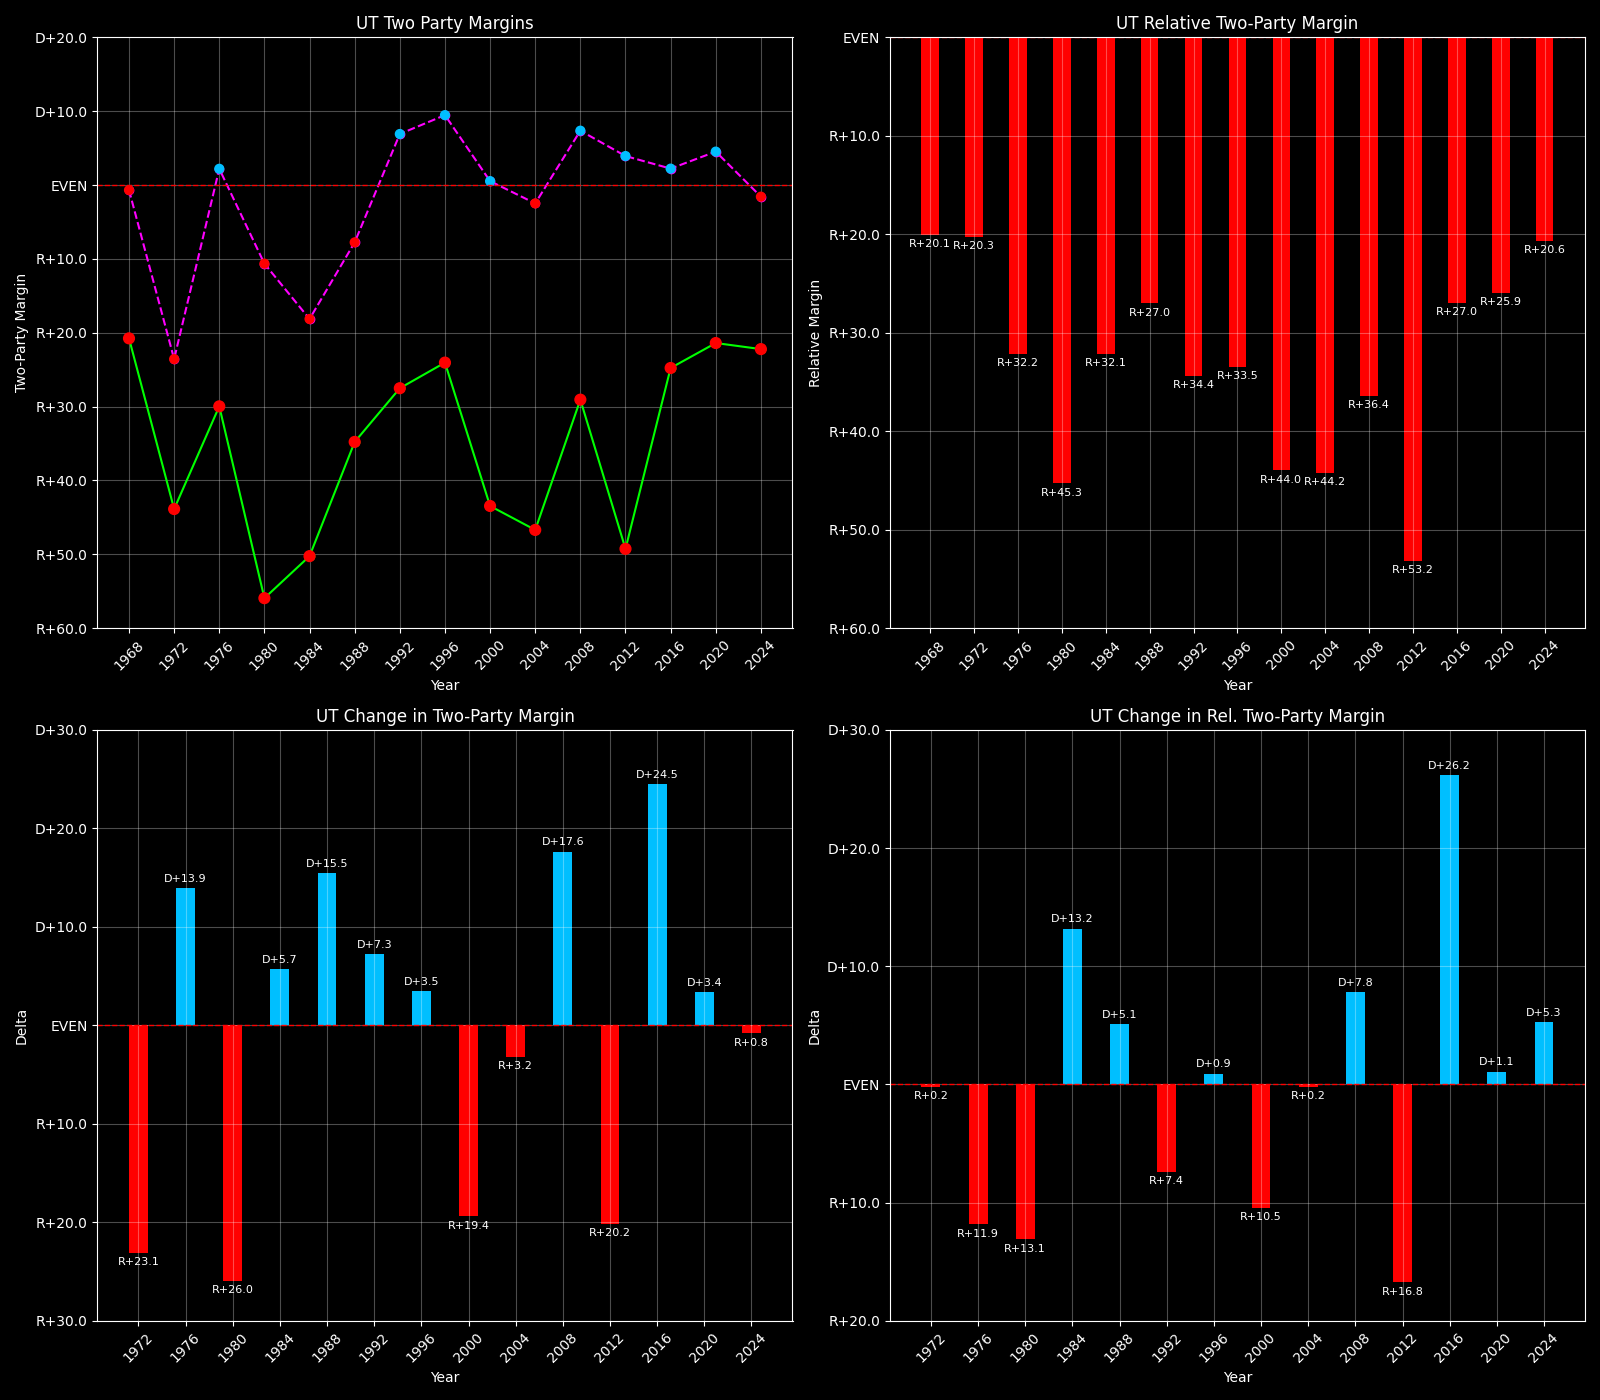 UT Two Party Margins
D+20.0
D+10.0
EVEN
R+10.0
R+20.0
R+30.0
R+40.0
R+50.0
R+60.0
Two-Party Margin
1968
1972
1976
1980
1984
1988
1992
1996
2000
2004
2008
2012
2016
2020
2024
Year
UT Relative Two-Party Margin
EVEN
R+10.0
R+20.0
R+30.0
R+40.0
R+50.0
R+60.0
Relative Margin
R+20.1
R+20.3
R+32.2
R+45.3
R+32.1
R+27.0
R+34.4
R+33.5
R+44.0
R+44.2
R+36.4
R+53.2
R+27.0
R+25.9
R+20.6
1968
1972
1976
1980
1984
1988
1992
1996
2000
2004
2008
2012
2016
2020
2024
Year
UT Change in Two-Party Margin
D+30.0
D+20.0
D+10.0
EVEN
R+10.0
R+20.0
R+30.0
Delta
R+23.1
D+13.9
R+26.0
D+5.7
D+15.5
D+7.3
D+3.5
R+19.4
R+3.2
D+17.6
R+20.2
D+24.5
D+3.4
R+0.8
1972
1976
1980
1984
1988
1992
1996
2000
2004
2008
2012
2016
2020
2024
Year
UT Change in Rel. Two-Party Margin
D+30.0
D+20.0
D+10.0
EVEN
R+10.0
R+20.0
Delta
R+0.2
R+11.9
R+13.1
D+13.2
D+5.1
R+7.4
D+0.9
R+10.5
R+0.2
D+7.8
R+16.8
D+26.2
D+1.1
D+5.3
1972
1976
1980
1984
1988
1992
1996
2000
2004
2008
2012
2016
2020
2024
Year